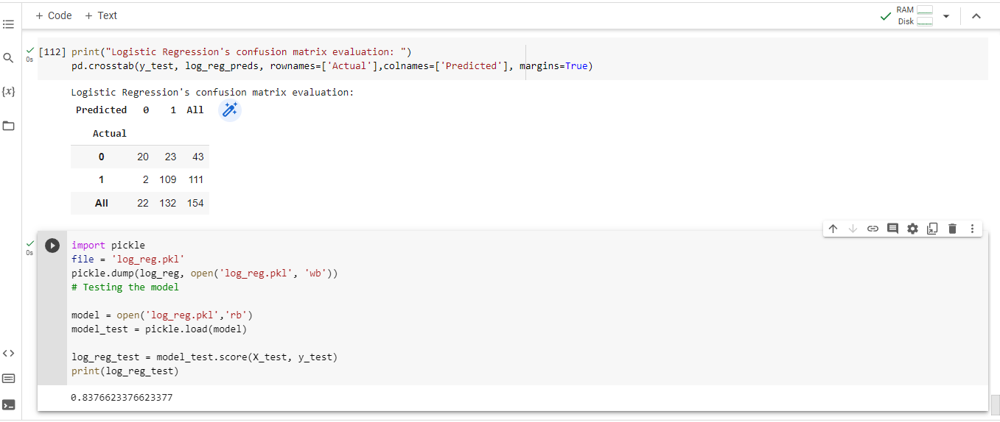 + Code + Text
RAM
Disk
[112] print("Logistic Regression's confusion matrix evaluation: ")
0s
pd.crosstab(y_test, log_reg_preds, rownames=['Actual'],colnames=['Predicted'], margins=True)
{x}
Logistic Regression's confusion matrix evaluation:
Predicted 0 1 All
Actual
0 20 23 43
1 2 109 111
All 22 132 154
import pickle
0s
file = 'log_reg.pkl'
pickle.dump(log_reg, open('log_reg.pkl', 'wb'))
# Testing the model
model = open('log_reg.pkl','rb')
model_test = pickle.load(model)
log_reg_test = model_test.score(X_test, y_test)
print(log_reg_test)
0.8376623376623377